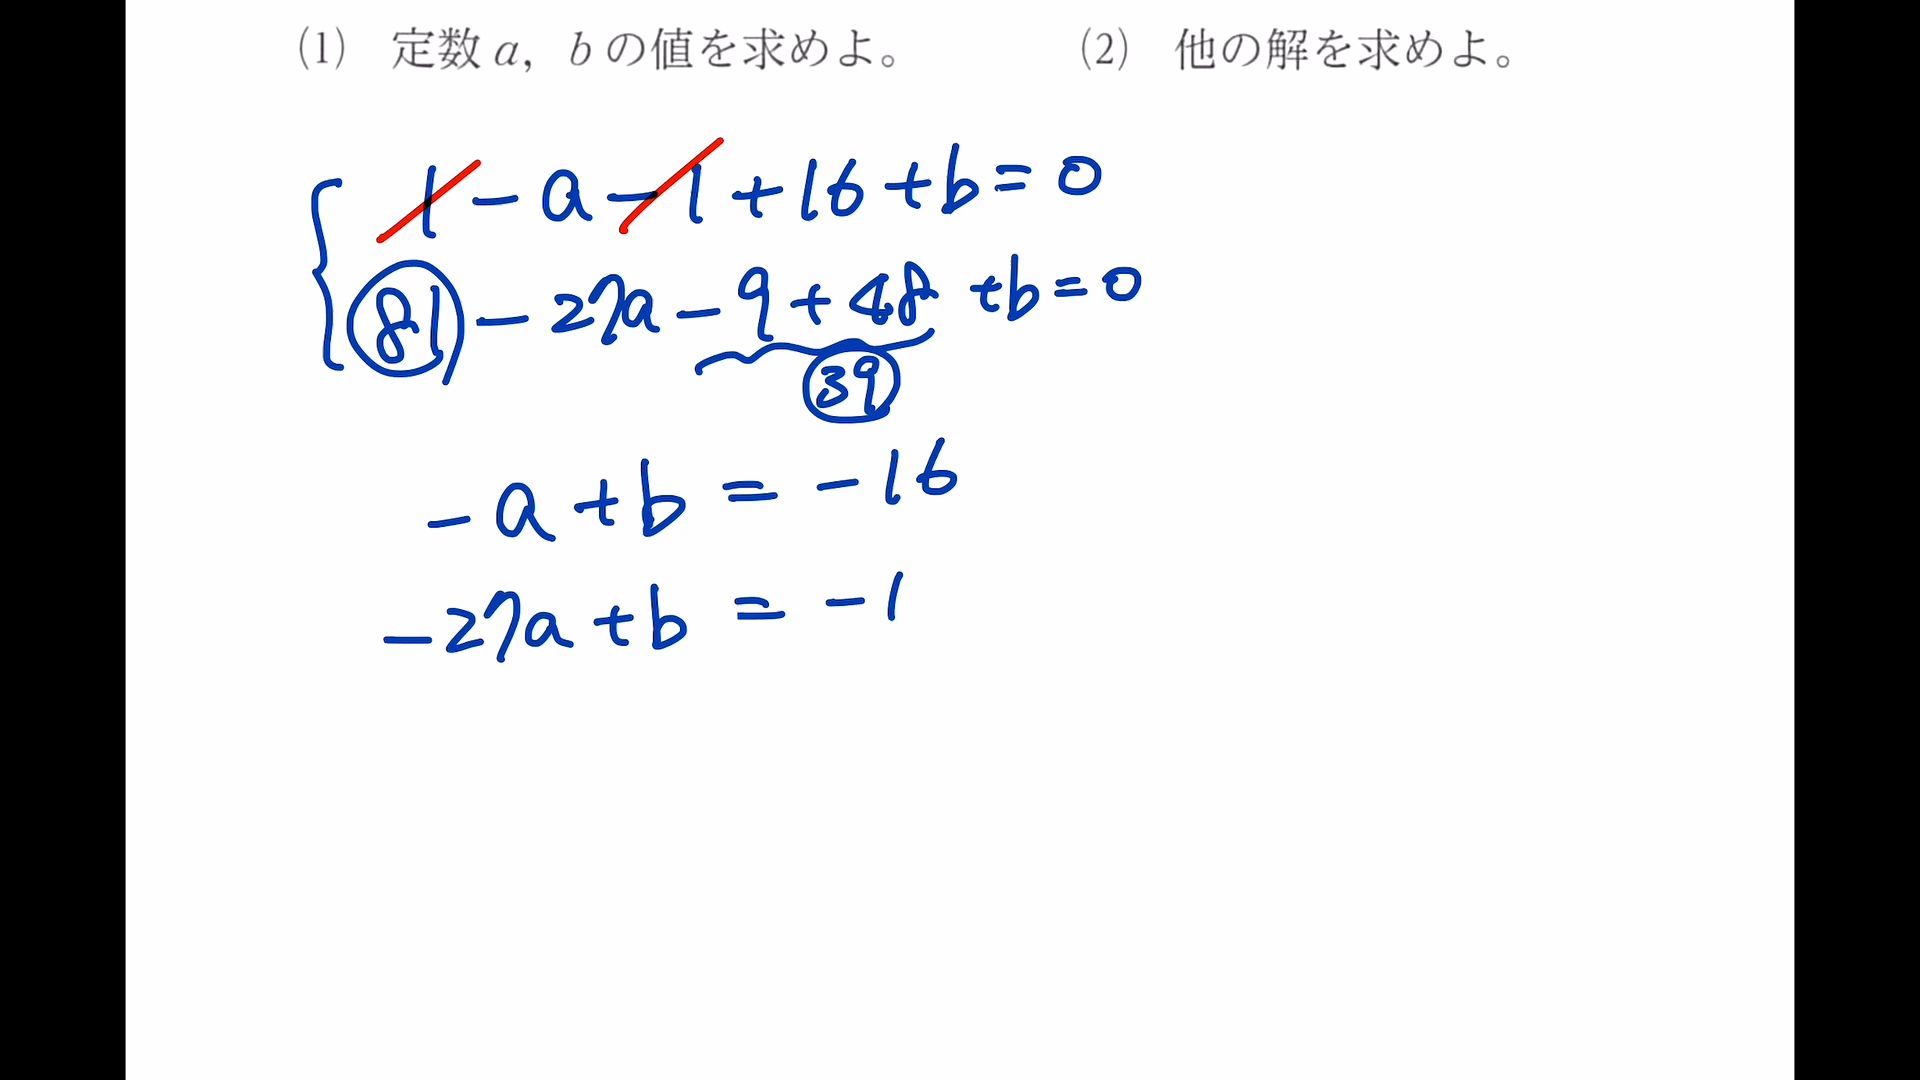 (1) 定数 a, b の値を求めよ。 (2) 他の解を求めよ。
1 - a - 1 + 16 + b = 0
81 - 27a - 9 + 48 + b = 0
39
- a + b = - 16
- 27a + b = - 1